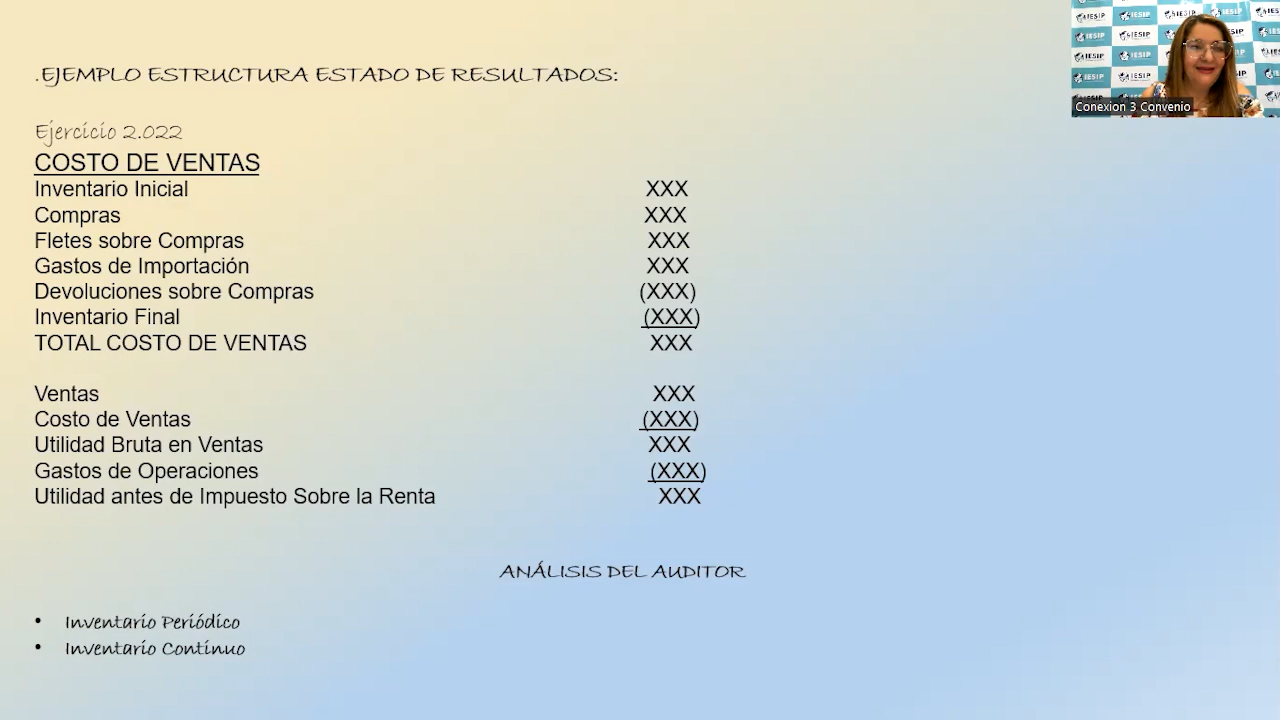 .EJEMPLO ESTRUCTURA ESTADO DE RESULTADOS:
Ejercicio 2.022
COSTO DE VENTAS
Inventario Inicial XXX
Compras XXX
Fletes sobre Compras XXX
Gastos de Importación XXX
Devoluciones sobre Compras (XXX)
Inventario Final (XXX)
TOTAL COSTO DE VENTAS XXX
Ventas XXX
Costo de Ventas (XXX)
Utilidad Bruta en Ventas XXX
Gastos de Operaciones (XXX)
Utilidad antes de Impuesto Sobre la Renta XXX
ANÁLISIS DEL AUDITOR
• Inventario Periódico
• Inventario Continuo
IESIP
Conexion 3 Convenio